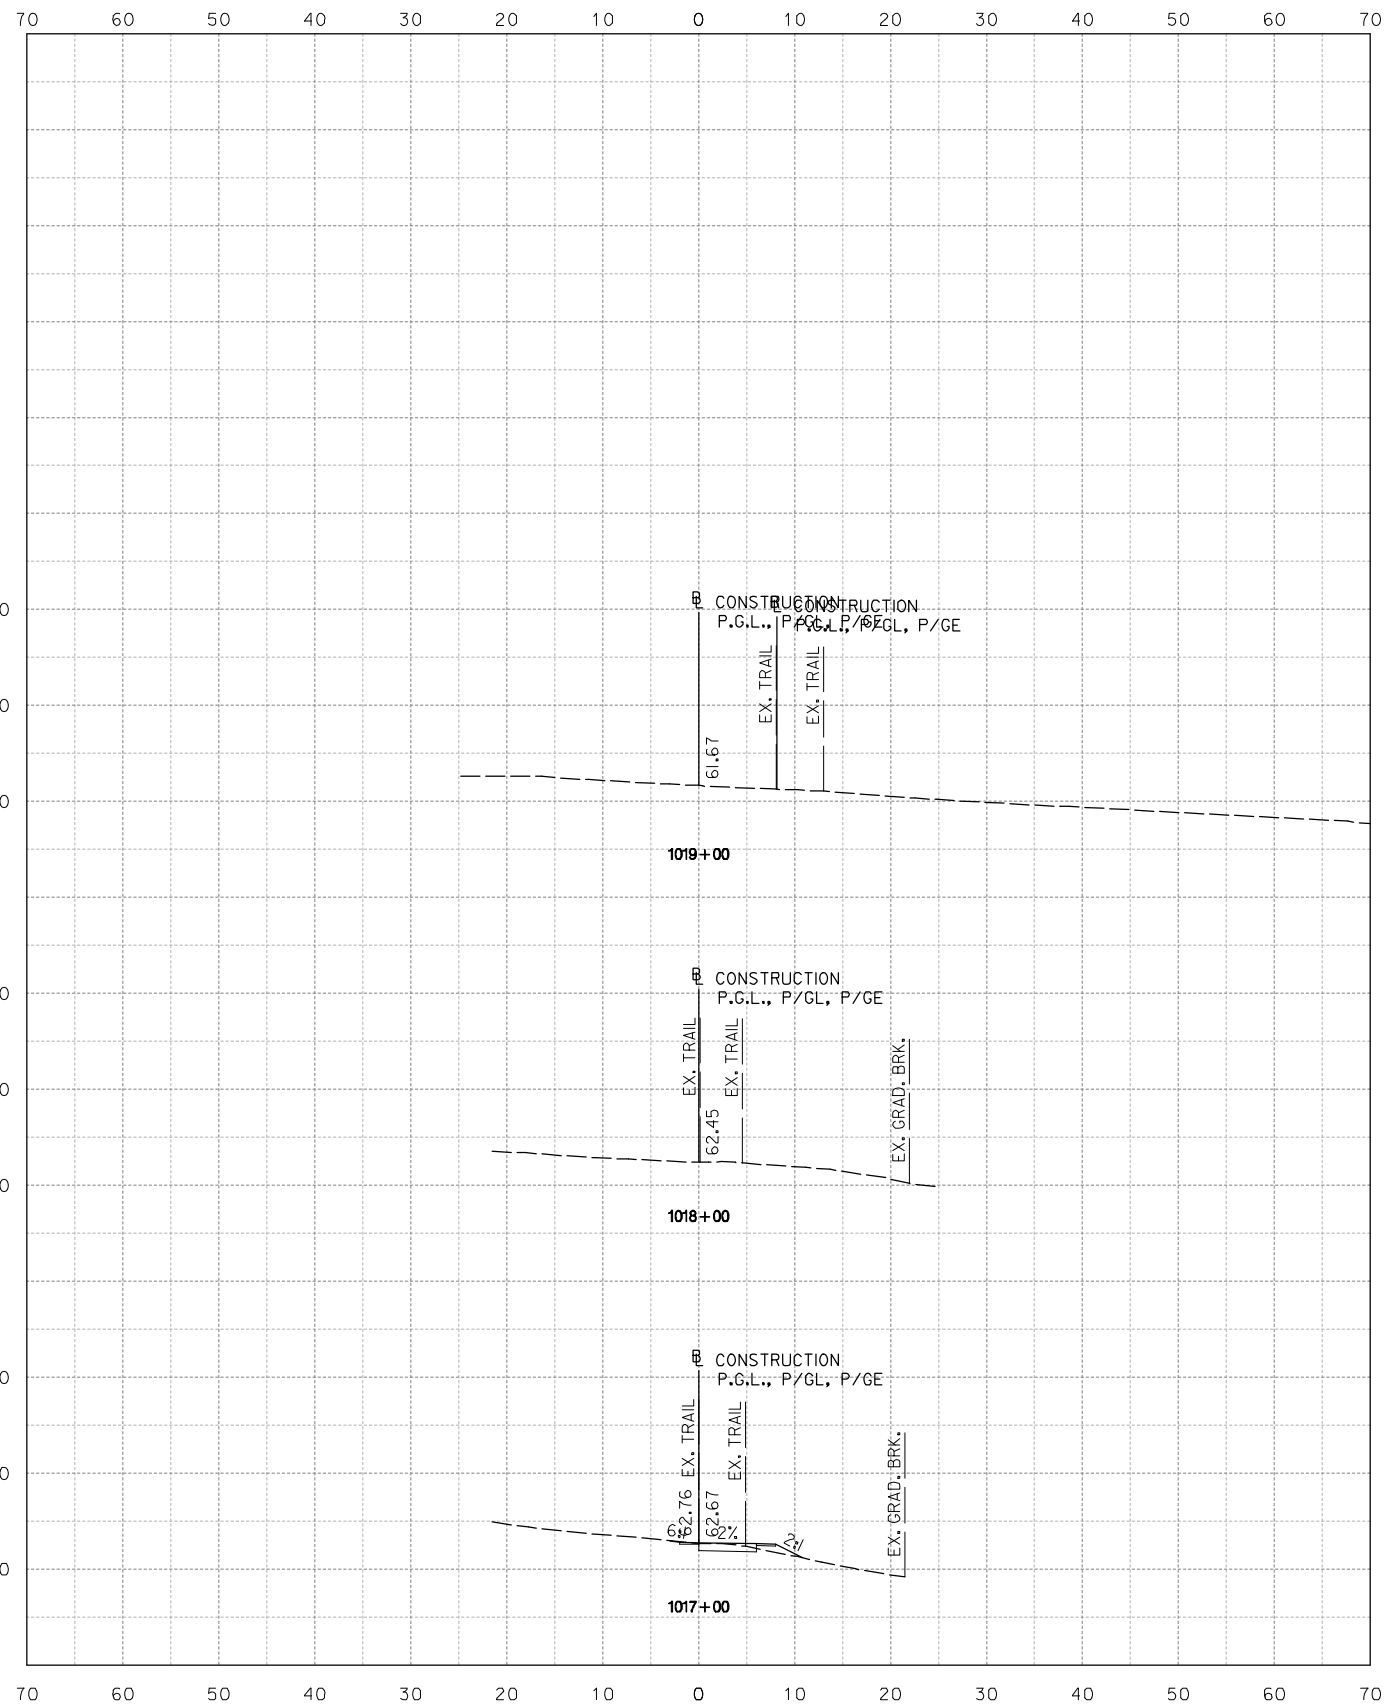 70 60 50 40 30 20 10 0 10 20 30 40 50 60 70
℄ CONSTRUCTION
P.G.L., P/GL, P/GE
℄ CONSTRUCTION
P.G.L., P/GL, P/GE
EX. TRAIL
EX. TRAIL
61.67
1019+00
℄ CONSTRUCTION
P.G.L., P/GL, P/GE
EX. TRAIL
EX. TRAIL
EX. GRAD. BRK.
62.45
1018+00
℄ CONSTRUCTION
P.G.L., P/GL, P/GE
EX. TRAIL
EX. TRAIL
EX. GRAD. BRK.
62.76
62.67
2%
1017+00
70 60 50 40 30 20 10 0 10 20 30 40 50 60 70